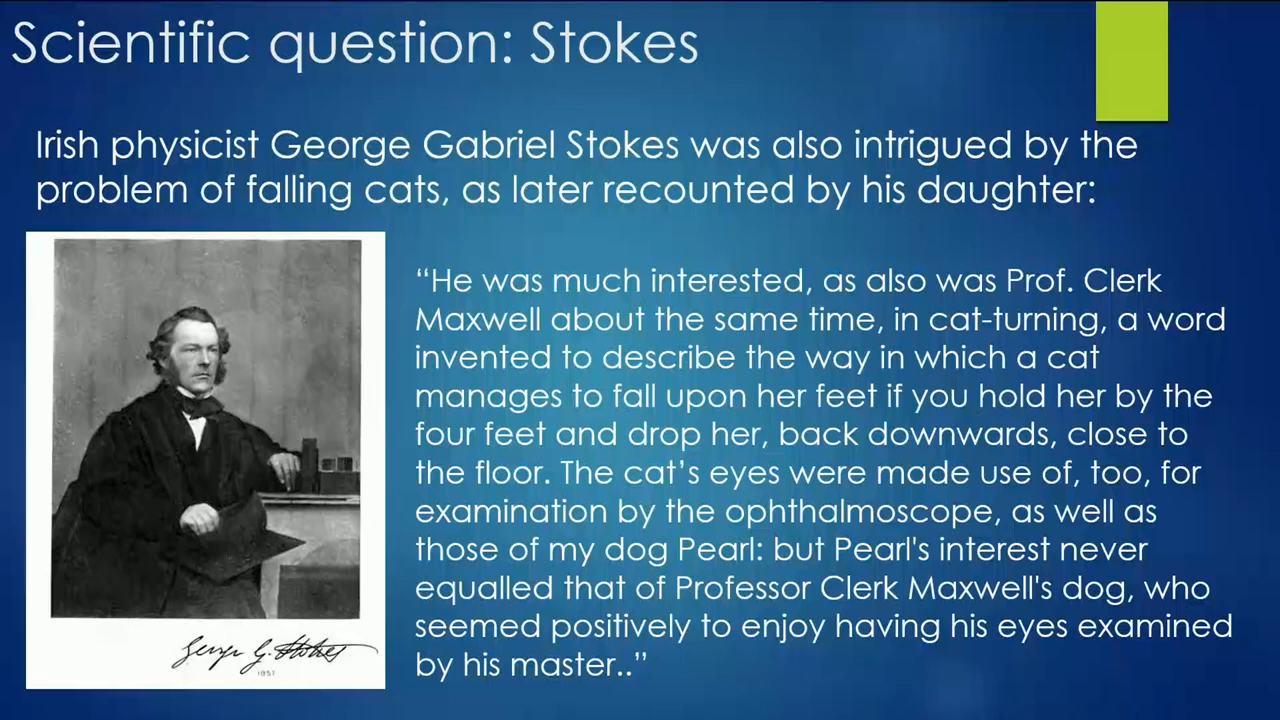 Scientific question: Stokes
Irish physicist George Gabriel Stokes was also intrigued by the
problem of falling cats, as later recounted by his daughter:
“He was much interested, as also was Prof. Clerk
Maxwell about the same time, in cat-turning, a word
invented to describe the way in which a cat
manages to fall upon her feet if you hold her by the
four feet and drop her, back downwards, close to
the floor. The cat’s eyes were made use of, too, for
examination by the ophthalmoscope, as well as
those of my dog Pearl: but Pearl's interest never
equalled that of Professor Clerk Maxwell's dog, who
seemed positively to enjoy having his eyes examined
by his master..”
George G. Stokes
1857